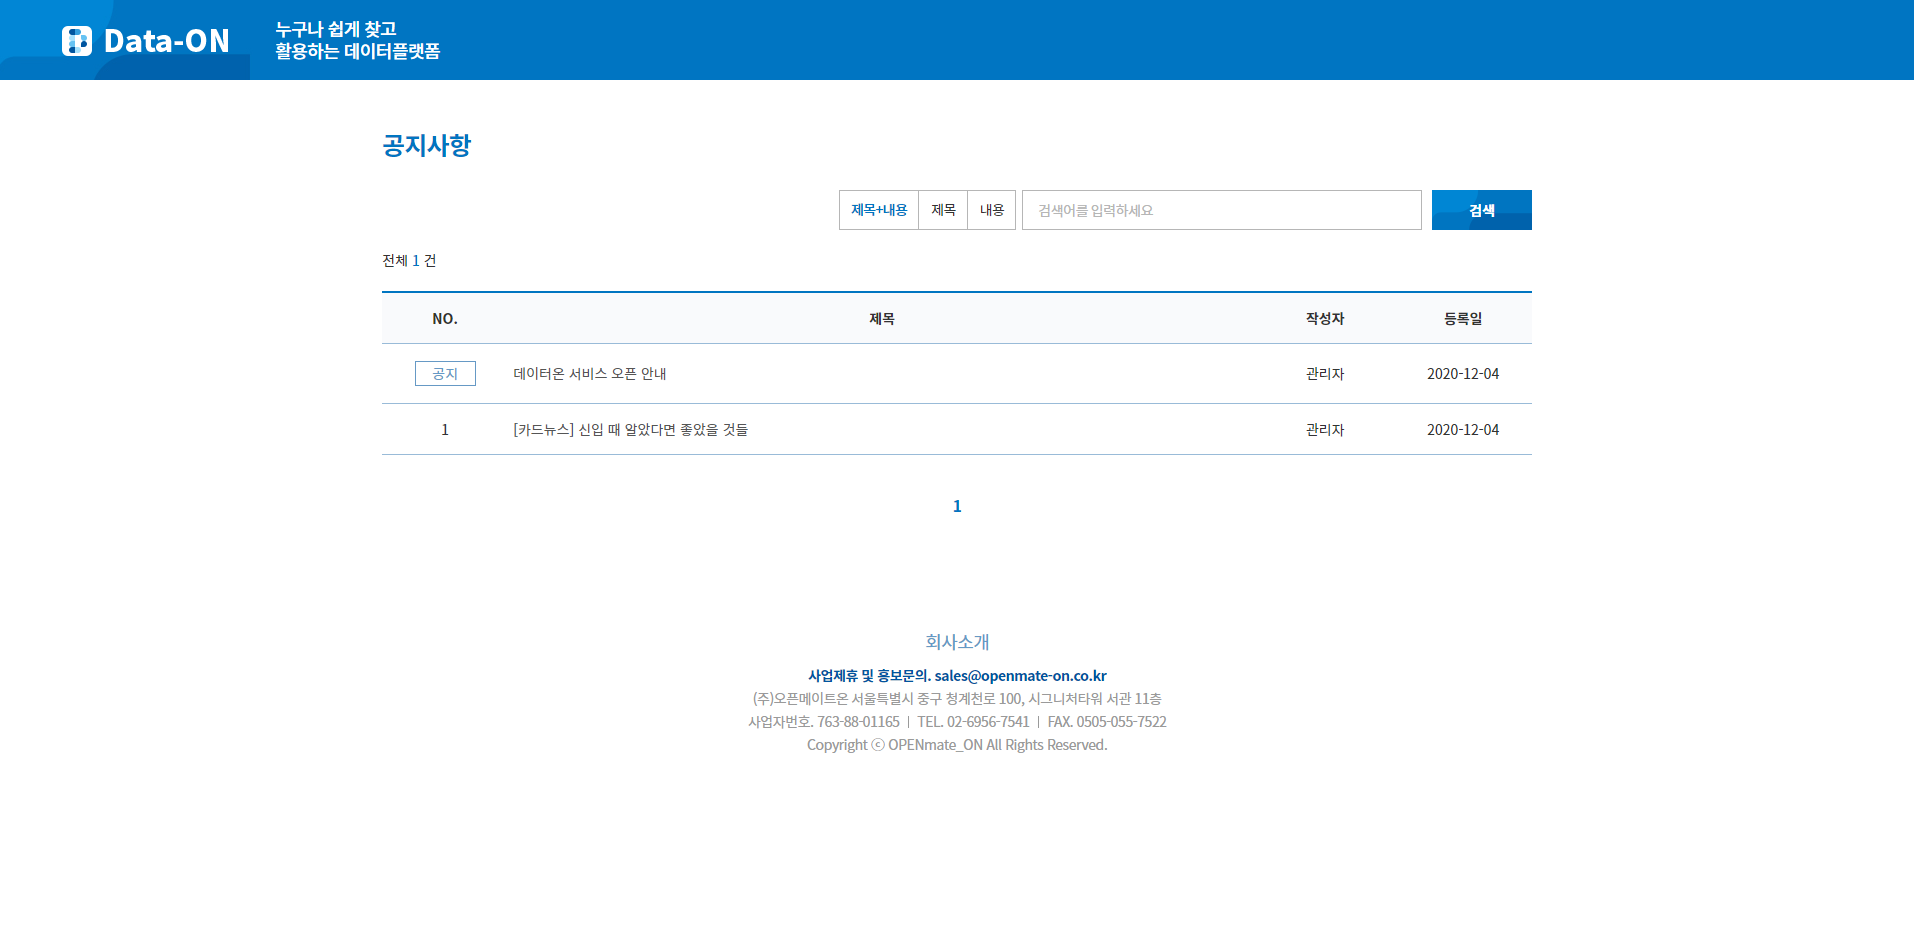 Data-ON
누구나 쉽게 찾고
활용하는 데이터플랫폼
공지사항
제목+내용 제목 내용 검색어를 입력하세요 검색
전체 1 건
NO. 제목 작성자 등록일
공지 데이터온 서비스 오픈 안내 관리자 2020-12-04
1 [카드뉴스] 신입 때 알았다면 좋았을 것들 관리자 2020-12-04
1
회사소개
사업제휴 및 홍보문의. sales@openmate-on.co.kr
(주)오픈메이트온 서울특별시 중구 청계천로 100, 시그니처타워 서관 11층
사업자번호. 763-88-01165 | TEL. 02-6956-7541 | FAX. 0505-055-7522
Copyright ⓒ OPENmate_ON All Rights Reserved.